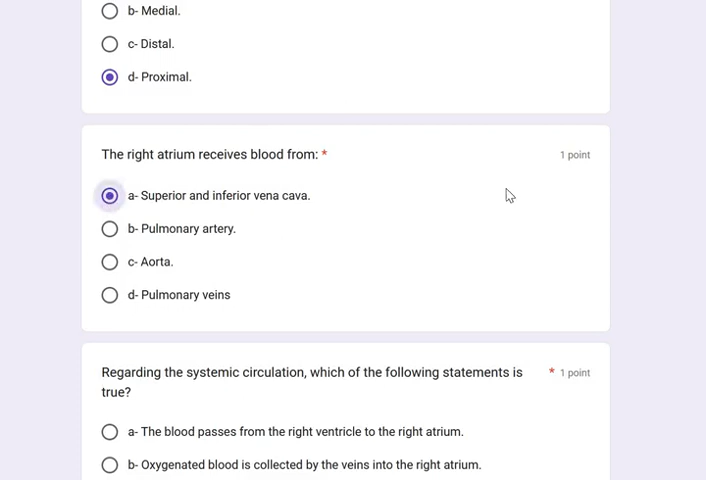 b- Medial.
c- Distal.
d- Proximal.
The right atrium receives blood from: * 1 point
a- Superior and inferior vena cava.
b- Pulmonary artery.
c- Aorta.
d- Pulmonary veins
Regarding the systemic circulation, which of the following statements is * 1 point
true?
a- The blood passes from the right ventricle to the right atrium.
b- Oxygenated blood is collected by the veins into the right atrium.